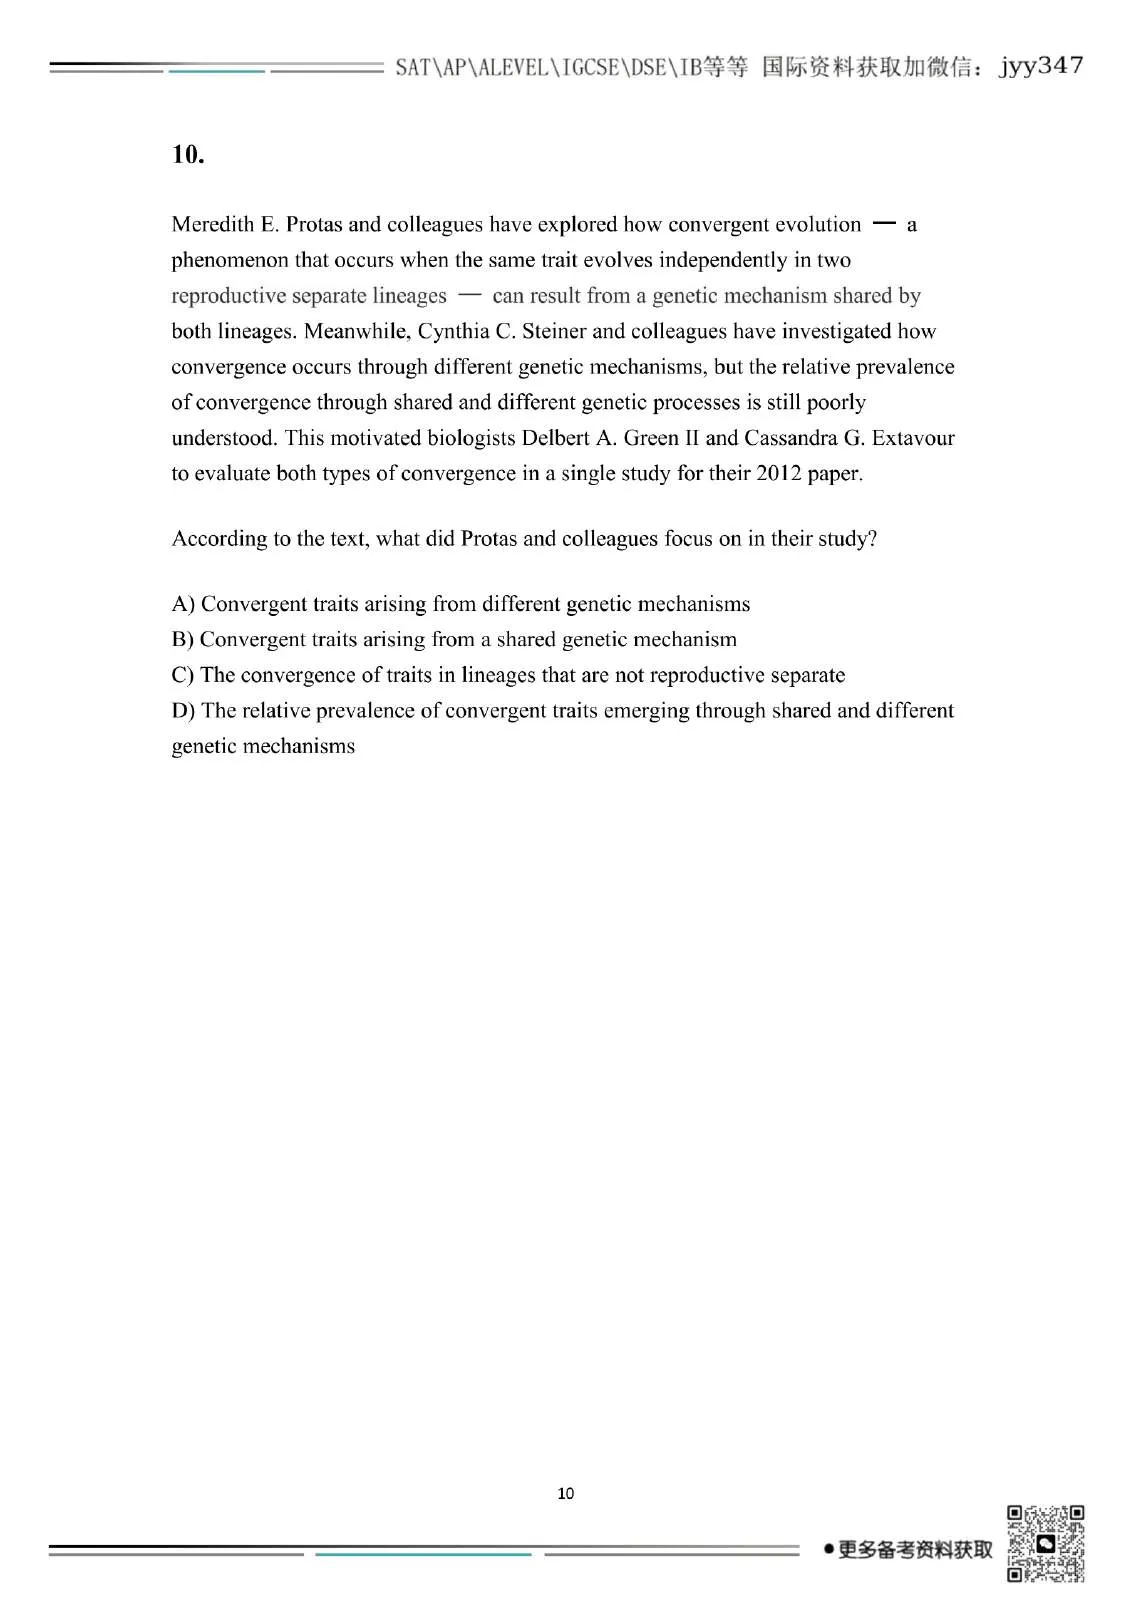 SAT\AP\ALEVEL\IGCSE\DSE\IB等等 国际资料获取加微信：jyy347
10.
Meredith E. Protas and colleagues have explored how convergent evolution — a
phenomenon that occurs when the same trait evolves independently in two
reproductive separate lineages — can result from a genetic mechanism shared by
both lineages. Meanwhile, Cynthia C. Steiner and colleagues have investigated how
convergence occurs through different genetic mechanisms, but the relative prevalence
of convergence through shared and different genetic processes is still poorly
understood. This motivated biologists Delbert A. Green II and Cassandra G. Extavour
to evaluate both types of convergence in a single study for their 2012 paper.
According to the text, what did Protas and colleagues focus on in their study?
A) Convergent traits arising from different genetic mechanisms
B) Convergent traits arising from a shared genetic mechanism
C) The convergence of traits in lineages that are not reproductive separate
D) The relative prevalence of convergent traits emerging through shared and different
genetic mechanisms
10
●更多备考资料获取